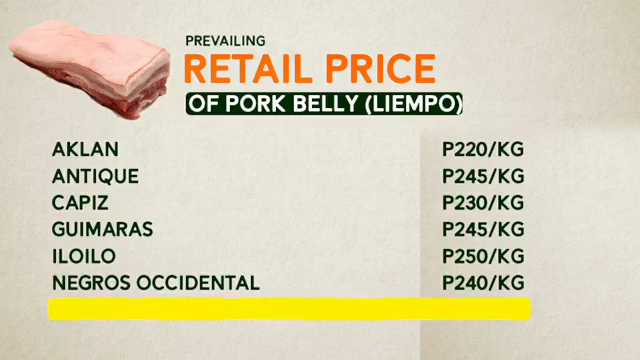 PREVAILING
RETAIL PRICE
OF PORK BELLY (LIEMPO)
AKLAN P220/KG
ANTIQUE P245/KG
CAPIZ P230/KG
GUIMARAS P245/KG
ILOILO P250/KG
NEGROS OCCIDENTAL P240/KG